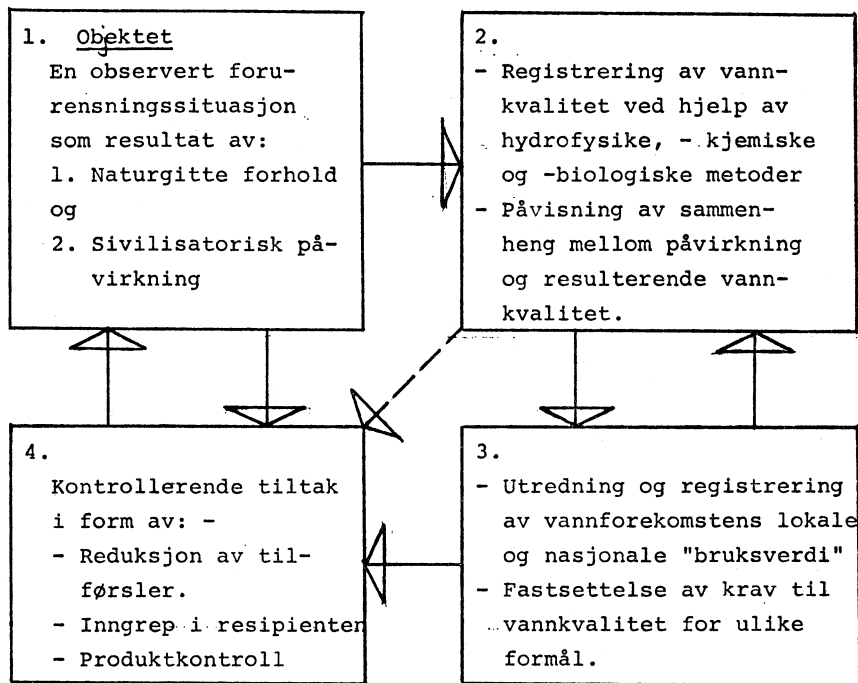 1. Objektet
En observert foru-
rensningssituasjon
som resultat av:
1. Naturgitte forhold
og
2. Sivilisatorisk på-
virkning
2.
- Registrering av vann-
kvalitet ved hjelp av
hydrofysike, - kjemiske
og -biologiske metoder
- Påvisning av sammen-
heng mellom påvirkning
og resulterende vann-
kvalitet.
4.
Kontrollerende tiltak
i form av: -
- Reduksjon av til-
førsler.
- Inngrep i resipienten
- Produktkontroll
3.
- Utredning og registrering
av vannforekomstens lokale
og nasjonale "bruksverdi"
- Fastsettelse av krav til
vannkvalitet for ulike
formål.